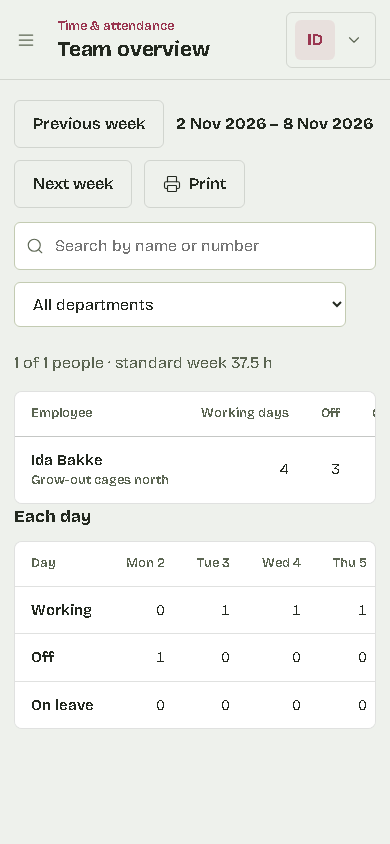 Time & attendance
Team overview
ID
Previous week
2 Nov 2026 – 8 Nov 2026
Next week
Print
Search by name or number
All departments
1 of 1 people · standard week 37.5 h
Employee Working days Off
Ida Bakke 4 3
Grow-out cages north
Each day
Day Mon 2 Tue 3 Wed 4 Thu 5
Working 0 1 1 1
Off 1 0 0 0
On leave 0 0 0 0